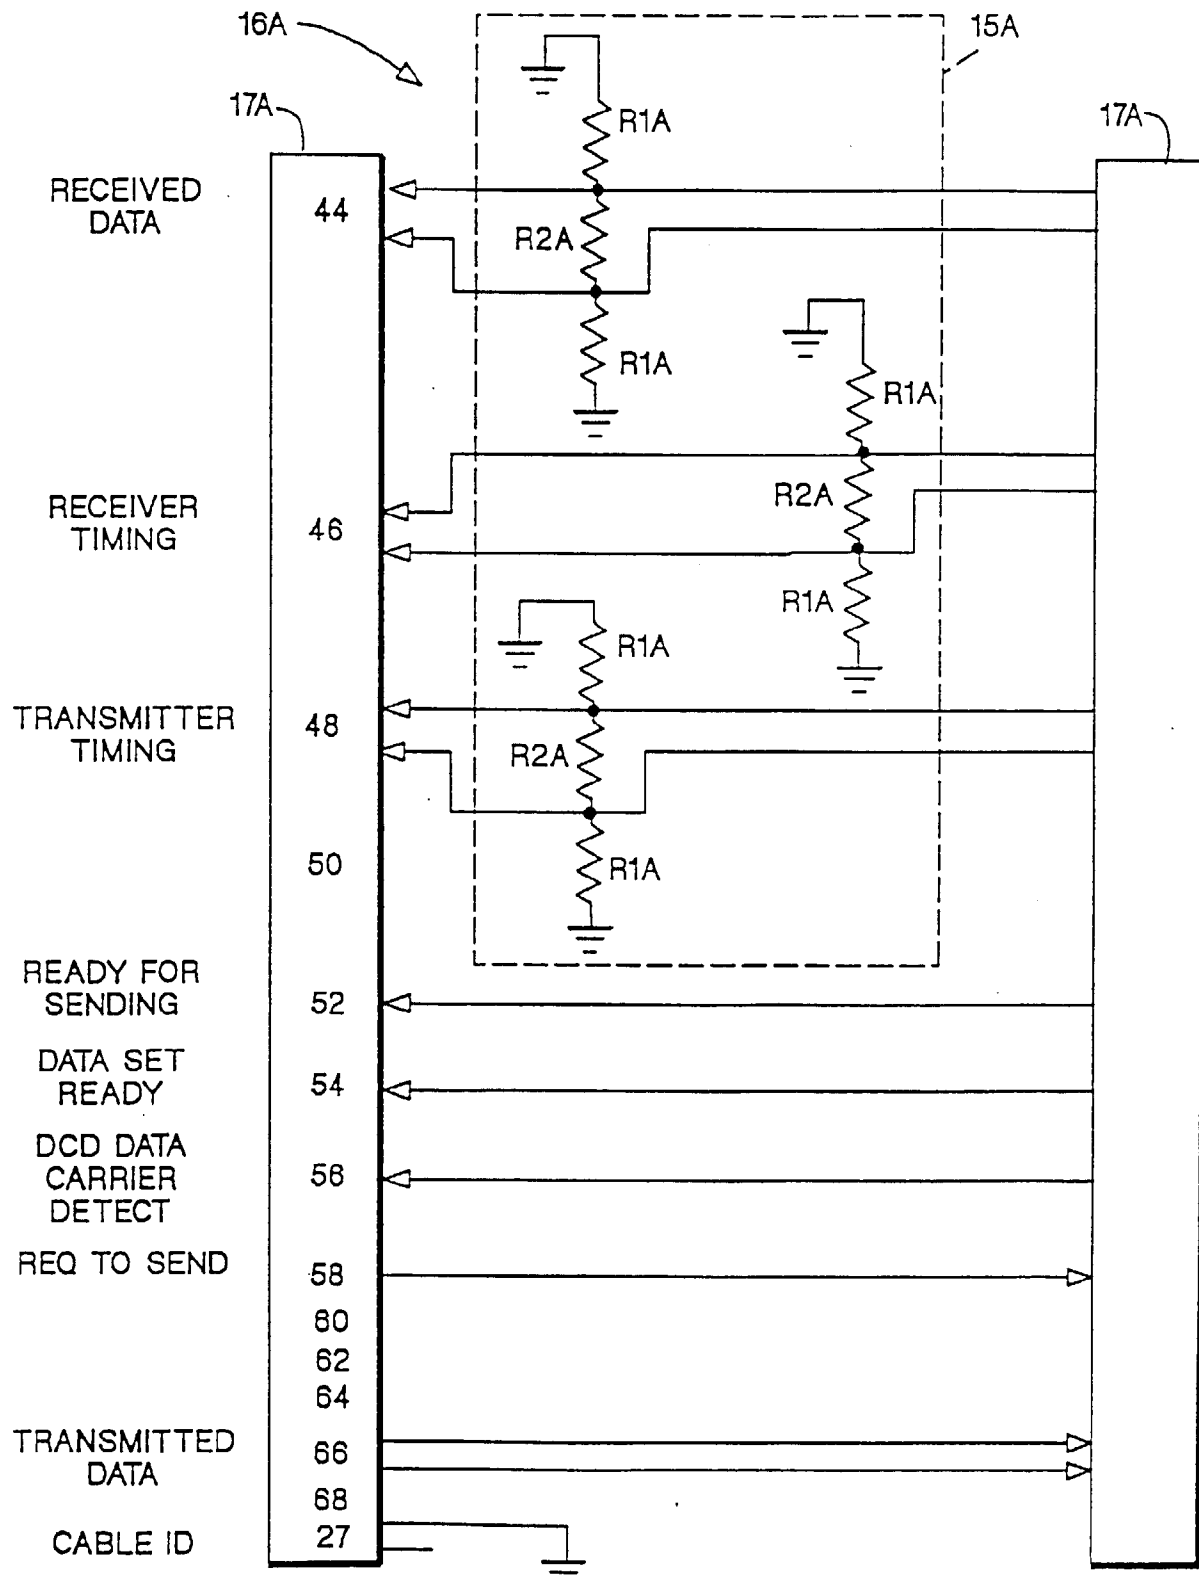 16A
15A
17A
17A
R1A
RECEIVED
DATA
44
R2A
R1A
R1A
RECEIVER
TIMING
46
R2A
R1A
R1A
TRANSMITTER
TIMING
48
R2A
50
R1A
READY FOR
SENDING
52
DATA SET
READY
54
DCD DATA
CARRIER
DETECT
56
REQ TO SEND
58
60
62
64
TRANSMITTED
DATA
66
68
CABLE ID
27